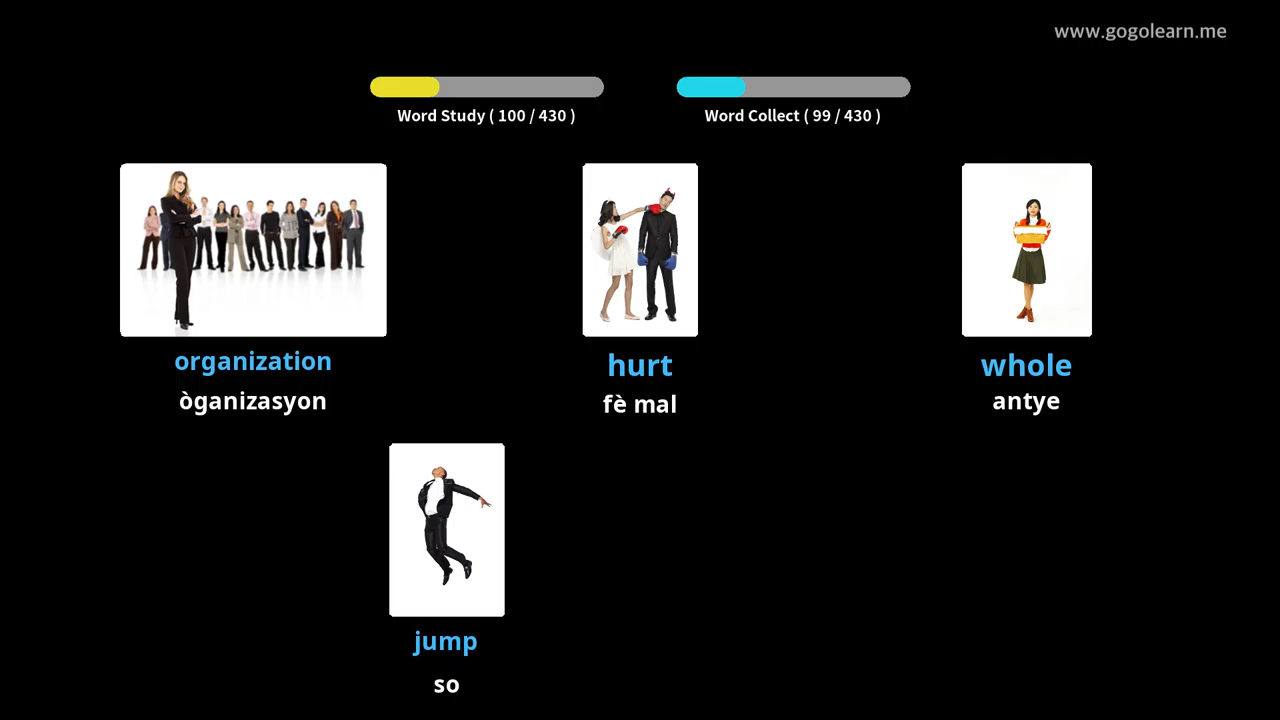 www.gogolearn.me
Word Study ( 100 / 430 )
Word Collect ( 99 / 430 )
organization
òganizasyon
hurt
fè mal
whole
antye
jump
so